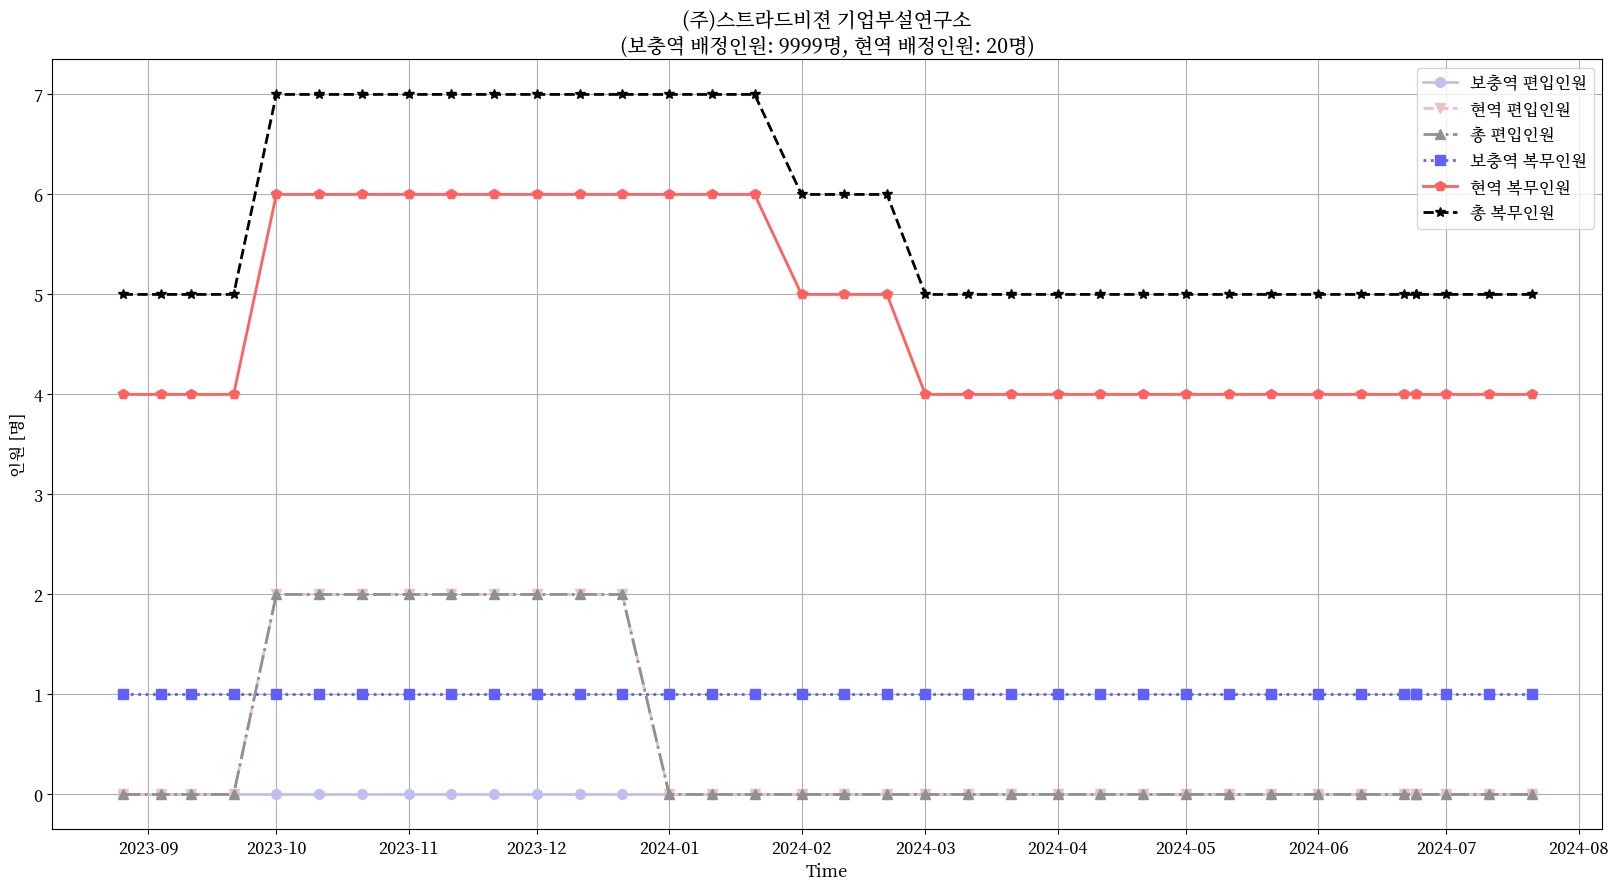 (주)스트라드비젼 기업부설연구소
(보충역 배정인원: 9999명, 현역 배정인원: 20명)
보충역 편입인원
현역 편입인원
총 편입인원
보충역 복무인원
현역 복무인원
총 복무인원
인원 [명]
7
6
5
4
3
2
1
0
2023-09 2023-10 2023-11 2023-12 2024-01 2024-02 2024-03 2024-04 2024-05 2024-06 2024-07 2024-08
Time